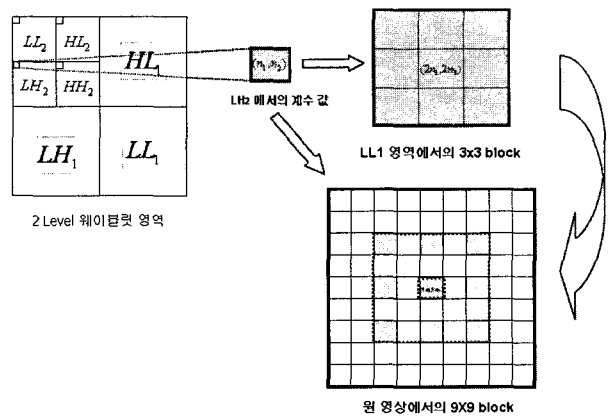 LL₂ HL₂
LH₂ HH₂
HL₁
LH₁ LL₁
2 Level 웨이블릿 영역
(n₁,n₂)
LH₂ 에서의 계수 값
(2n₁,2n₂)
LL1 영역에서의 3x3 block
원 영상에서의 9X9 block